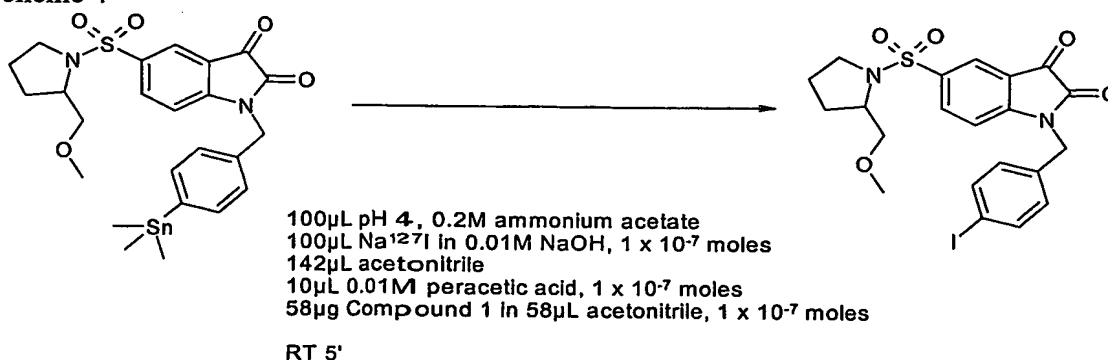 O O
S
N
O
O
N
O
Sn
O O
S
N
O
O
N
O
I
100µL pH 4, 0.2M ammonium acetate
100µL Na¹²⁷I in 0.01M NaOH, 1 x 10⁻⁷ moles
142µL acetonitrile
10µL 0.01M peracetic acid, 1 x 10⁻⁷ moles
58µg Compound 1 in 58µL acetonitrile, 1 x 10⁻⁷ moles
RT 5'